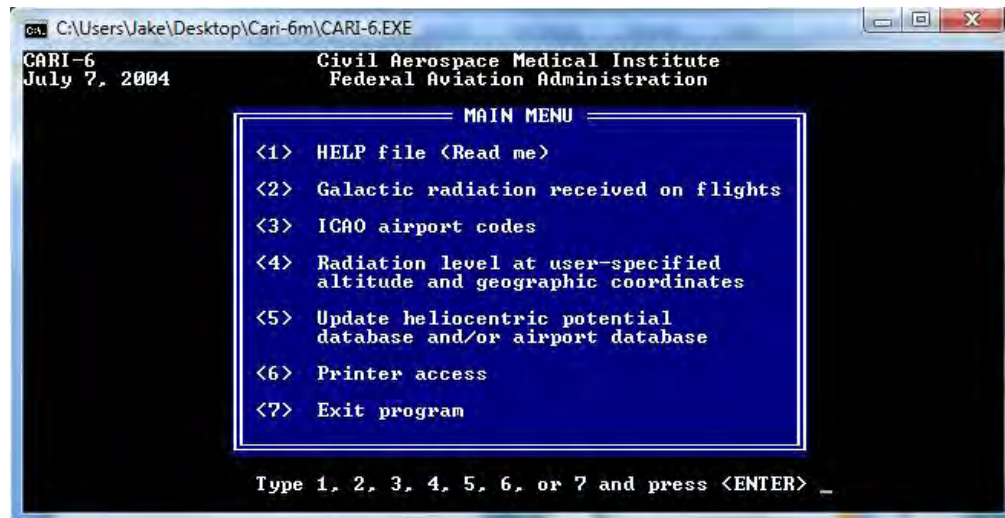 C:\Users\Jake\Desktop\Cari-6m\CARI-6.EXE
CARI-6 Civil Aerospace Medical Institute
July 7, 2004 Federal Aviation Administration
MAIN MENU
<1> HELP file (Read me)
<2> Galactic radiation received on flights
<3> ICAO airport codes
<4> Radiation level at user-specified
altitude and geographic coordinates
<5> Update heliocentric potential
database and/or airport database
<6> Printer access
<7> Exit program
Type 1, 2, 3, 4, 5, 6, or 7 and press <ENTER> _